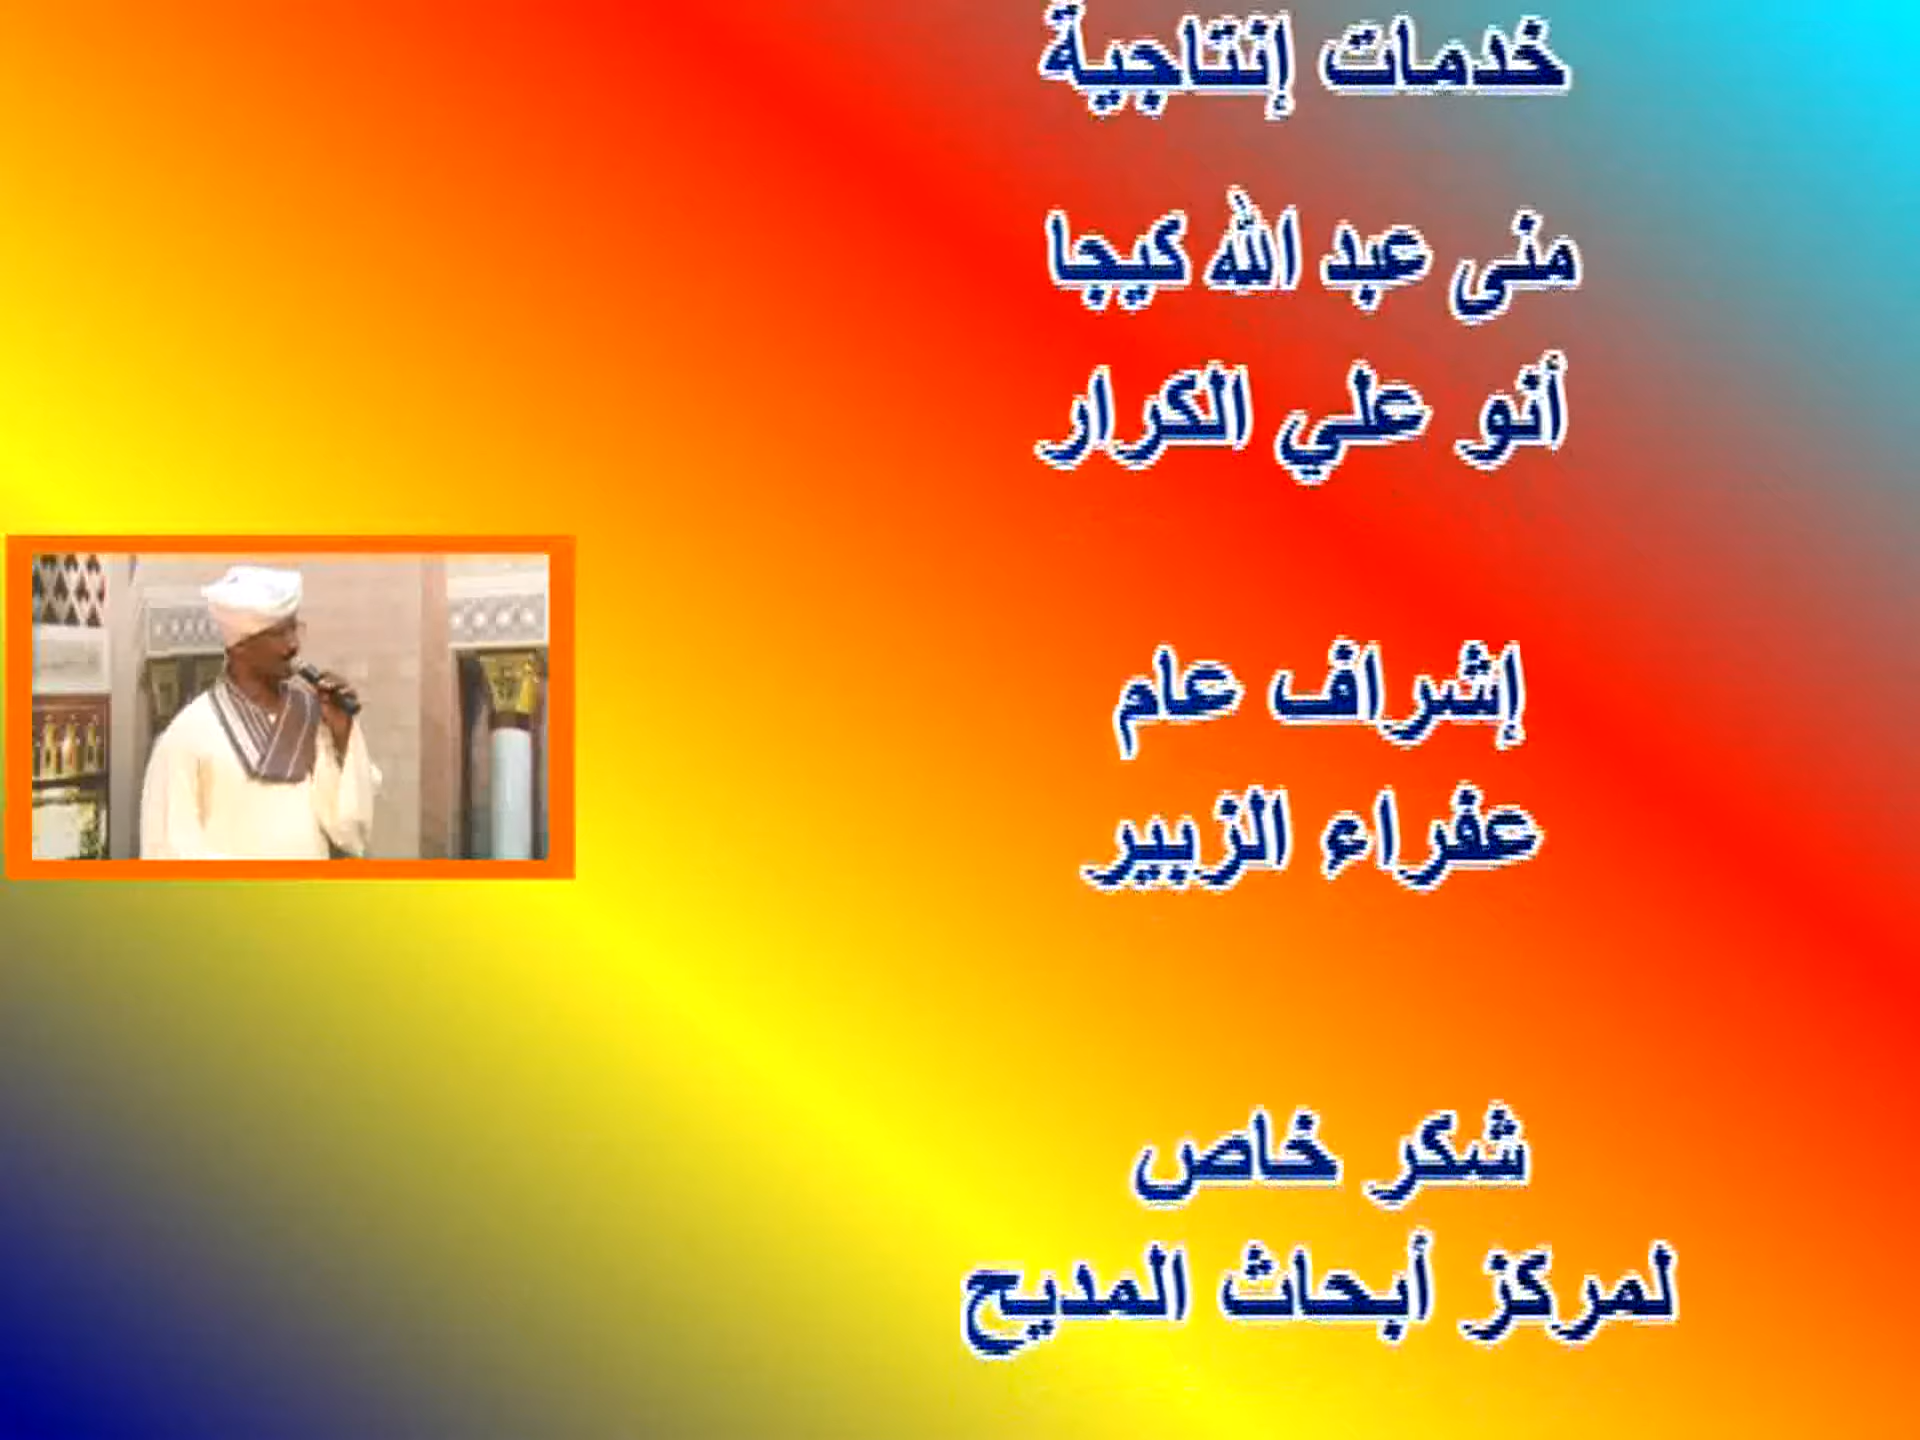 خدمات إنتاجية
منى عبد الله كيجا
أنو علي الكرار
إشراف عام
عفراء الزبير
شكر خاص
لمركز أبحاث المديح